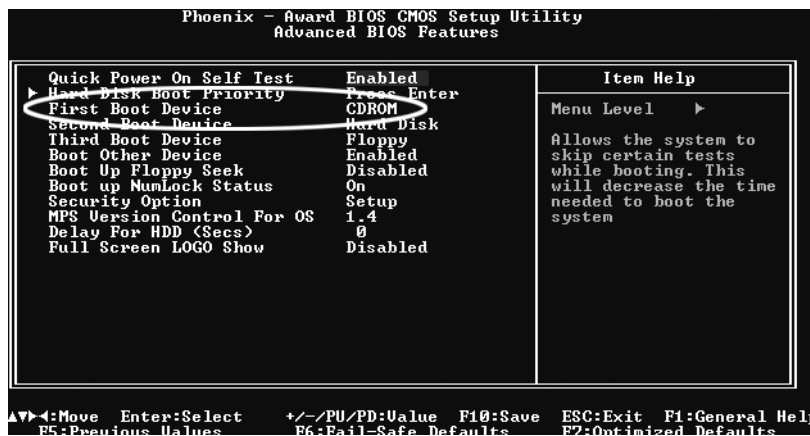 Phoenix - Award BIOS CMOS Setup Utility
Advanced BIOS Features
Quick Power On Self Test Enabled
Hard Disk Boot Priority Press Enter
First Boot Device CDROM
Second Boot Device Hard Disk
Third Boot Device Floppy
Boot Other Device Enabled
Boot Up Floppy Seek Disabled
Boot up NumLock Status On
Security Option Setup
MPS Version Control For OS 1.4
Delay For HDD (Secs) 0
Full Screen LOGO Show Disabled
Item Help
Menu Level ▶
Allows the system to
skip certain tests
while booting. This
will decrease the time
needed to boot the
system
▲▼▶◀:Move Enter:Select +/-/PU/PD:Value F10:Save ESC:Exit F1:General Hel
F5:Previous Values F6:Fail-Safe Defaults F7:Optimized Defaults